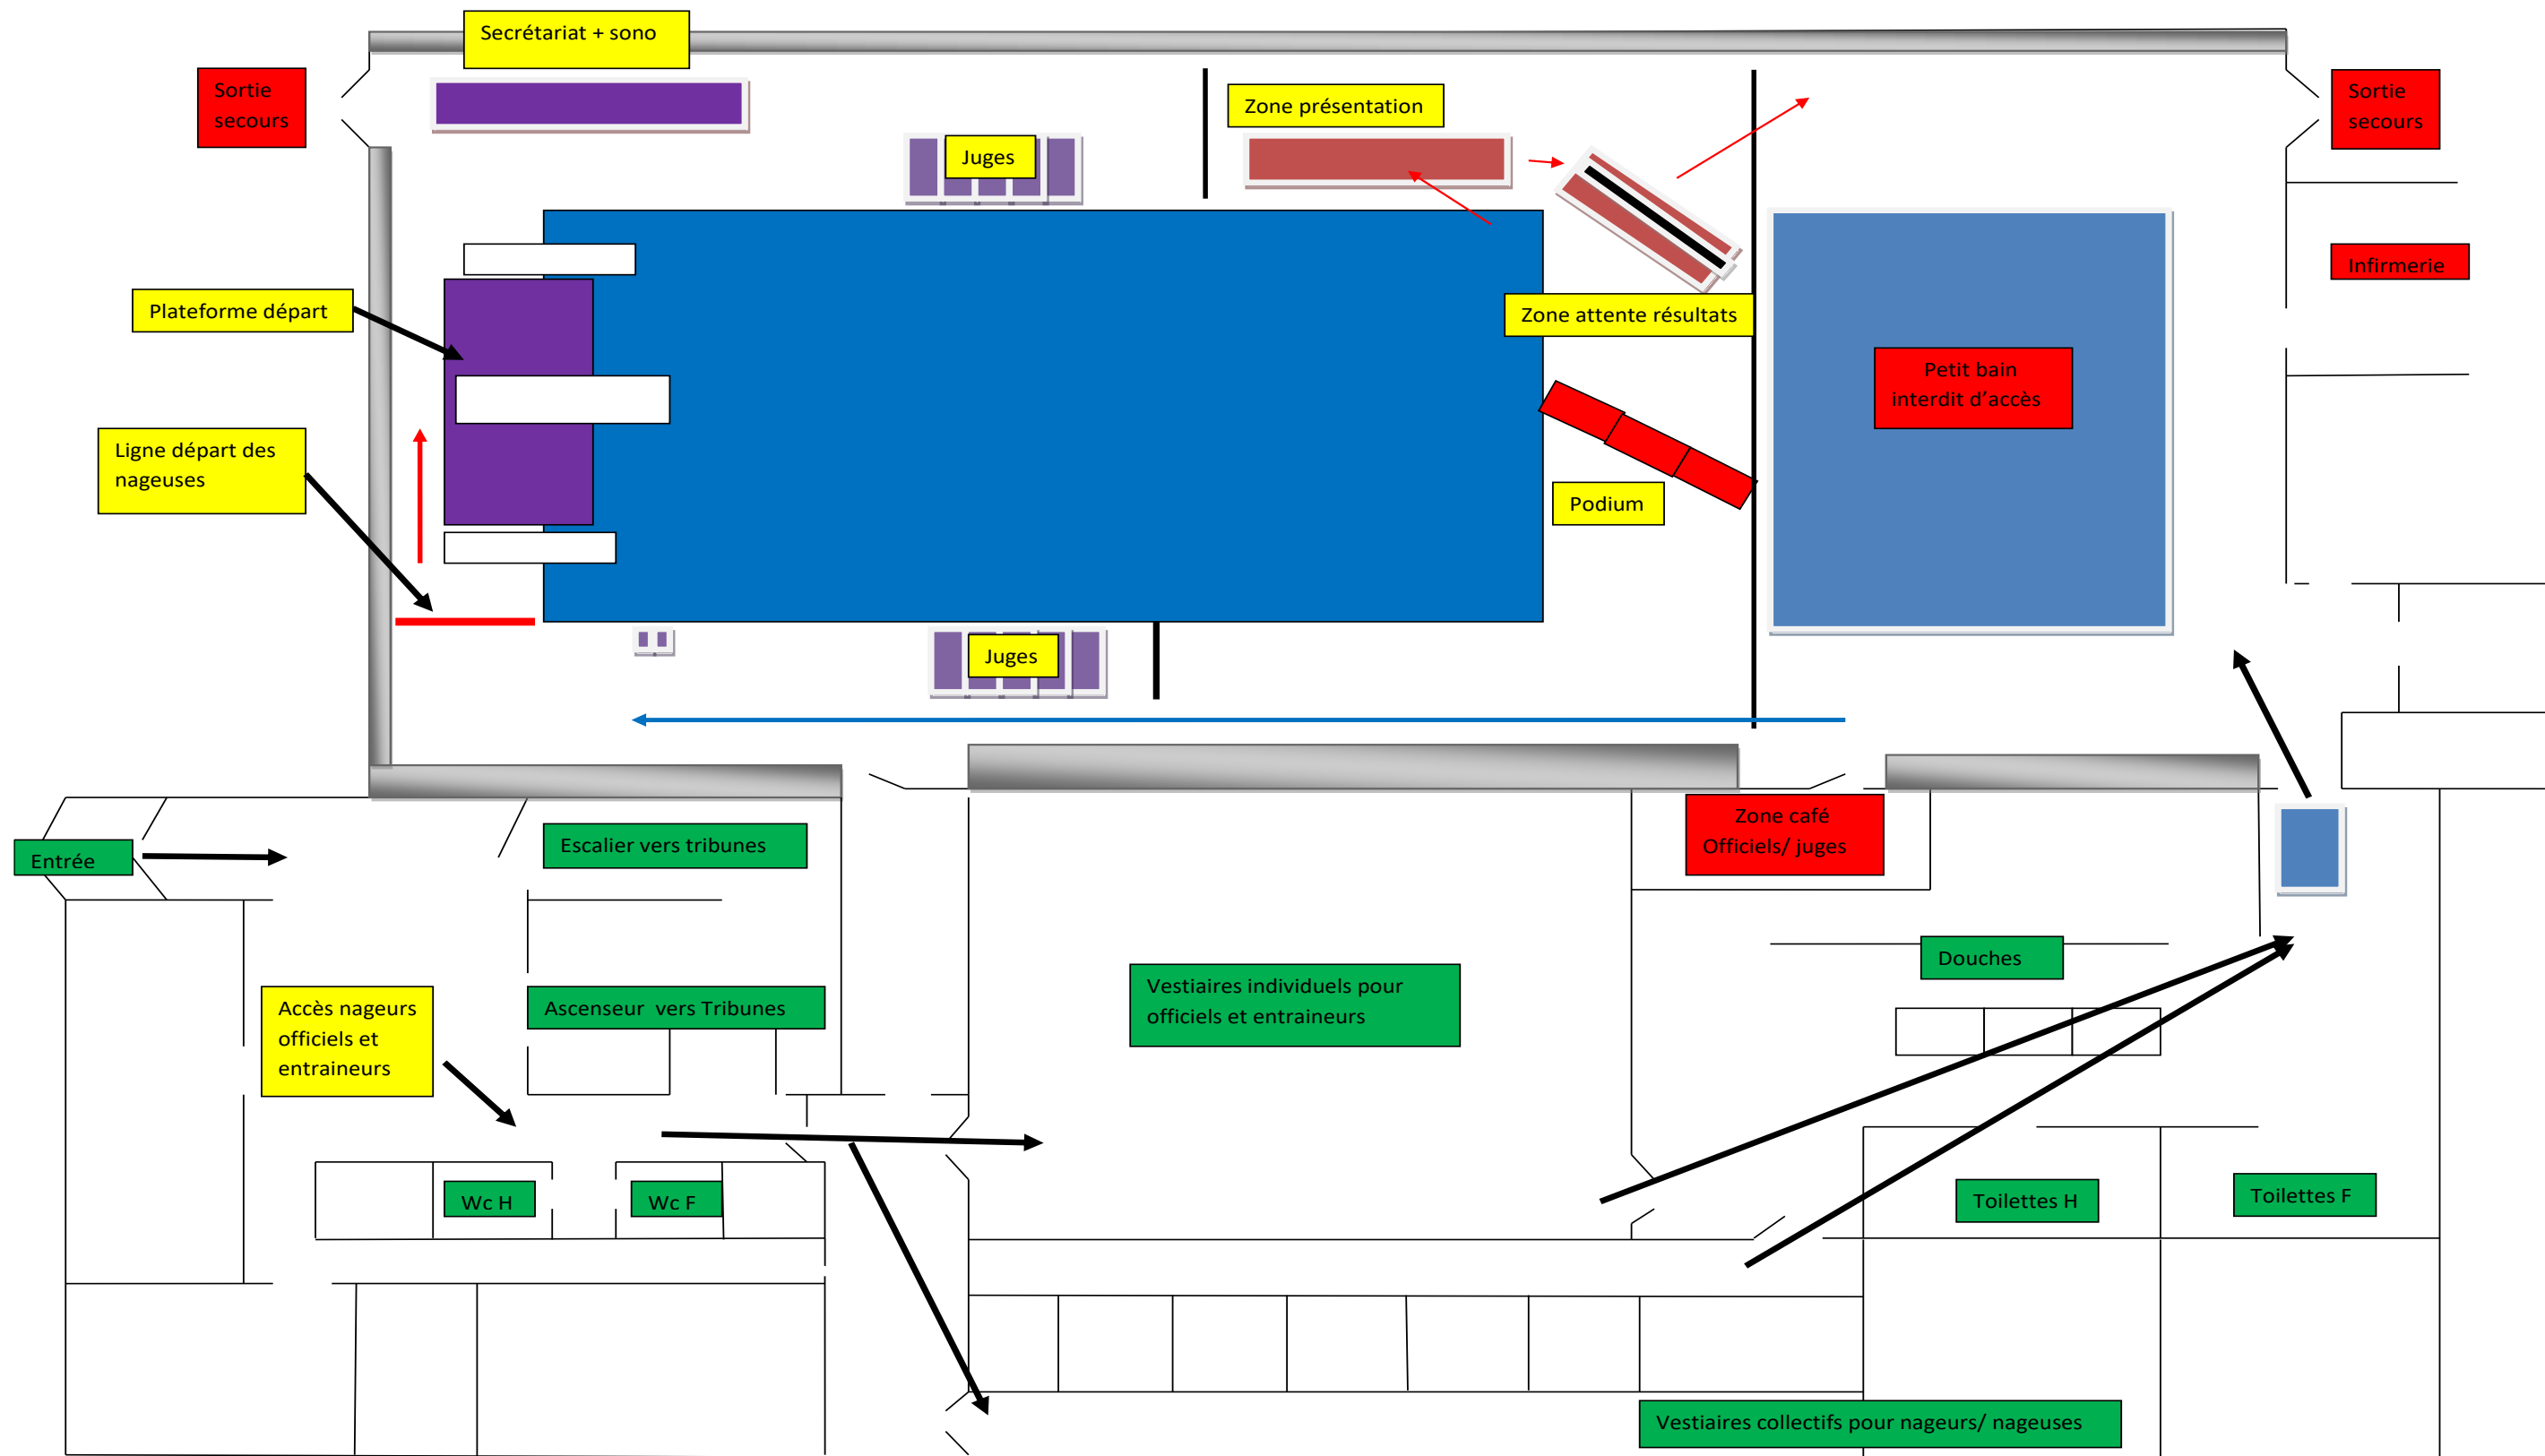 Secrétariat + sono
Sortie
secours
Sortie
secours
Zone présentation
Juges
Infirmerie
Plateforme départ
Zone attente résultats
Petit bain
interdit d’accès
Ligne départ des
nageuses
Podium
Juges
Zone café
Officiels/ juges
Entrée
Escalier vers tribunes
Douches
Vestiaires individuels pour
officiels et entraineurs
Accès nageurs
officiels et
entraineurs
Ascenseur  vers Tribunes
Wc H
Wc F
Toilettes H
Toilettes F
Vestiaires collectifs pour nageurs/ nageuses